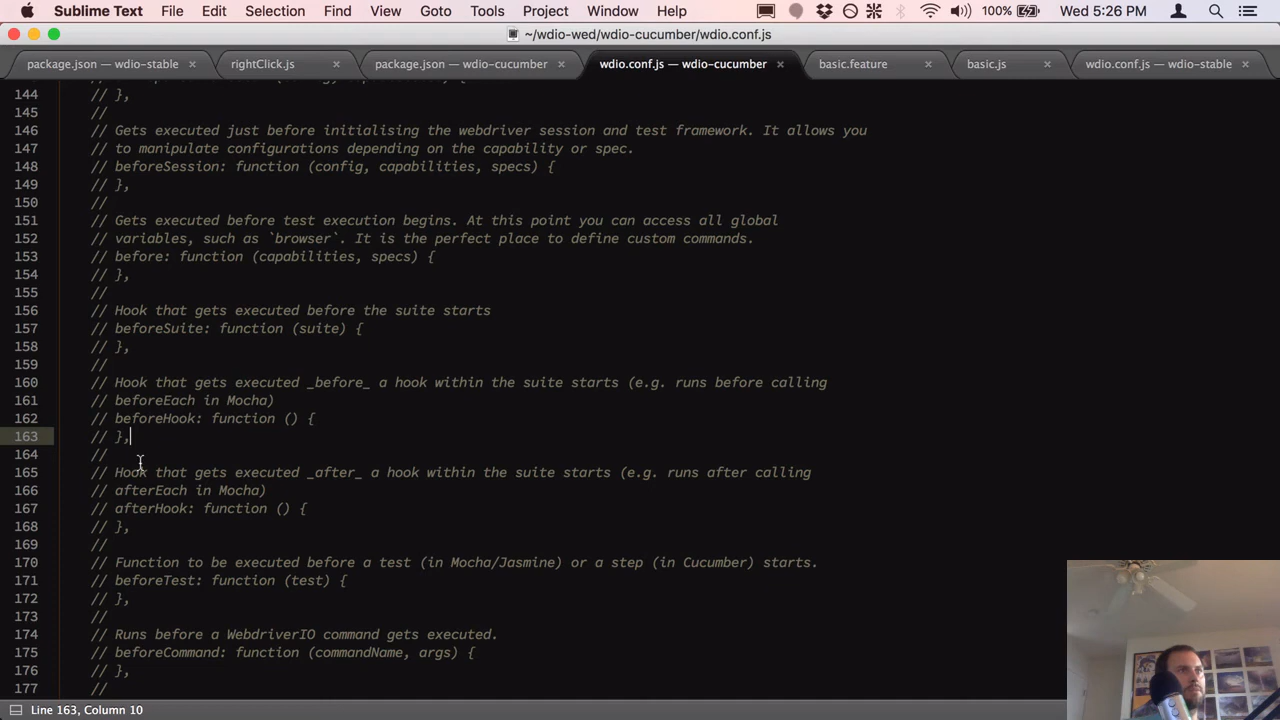 Sublime Text File Edit Selection Find View Goto Tools Project Window Help 100% Wed 5:26 PM
~/wdio-wed/wdio-cucumber/wdio.conf.js
package.json — wdio-stable × rightClick.js × package.json — wdio-cucumber × wdio.conf.js — wdio-cucumber × basic.feature × basic.js × wdio.conf.js — wdio-stable ×
144 // },
145 //
146 // Gets executed just before initialising the webdriver session and test framework. It allows you
147 // to manipulate configurations depending on the capability or spec.
148 // beforeSession: function (config, capabilities, specs) {
149 // },
150 //
151 // Gets executed before test execution begins. At this point you can access all global
152 // variables, such as `browser`. It is the perfect place to define custom commands.
153 // before: function (capabilities, specs) {
154 // },
155 //
156 // Hook that gets executed before the suite starts
157 // beforeSuite: function (suite) {
158 // },
159 //
160 // Hook that gets executed _before_ a hook within the suite starts (e.g. runs before calling
161 // beforeEach in Mocha)
162 // beforeHook: function () {
163 // },
164 //
165 // Hook that gets executed _after_ a hook within the suite starts (e.g. runs after calling
166 // afterEach in Mocha)
167 // afterHook: function () {
168 // },
169 //
170 // Function to be executed before a test (in Mocha/Jasmine) or a step (in Cucumber) starts.
171 // beforeTest: function (test) {
172 // },
173 //
174 // Runs before a WebdriverIO command gets executed.
175 // beforeCommand: function (commandName, args) {
176 // },
177 //
Line 163, Column 10